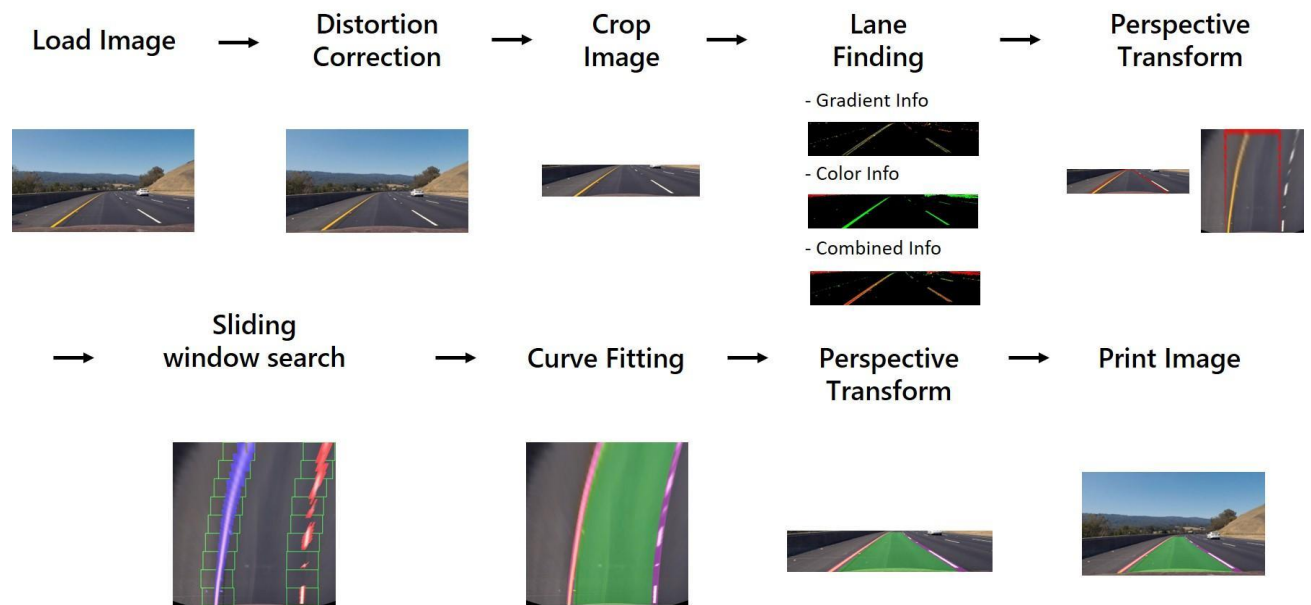 Load Image
Distortion
Correction
Crop
Image
Lane
Finding
Perspective
Transform
- Gradient Info
- Color Info
- Combined Info
Sliding
window search
Curve Fitting
Perspective
Transform
Print Image